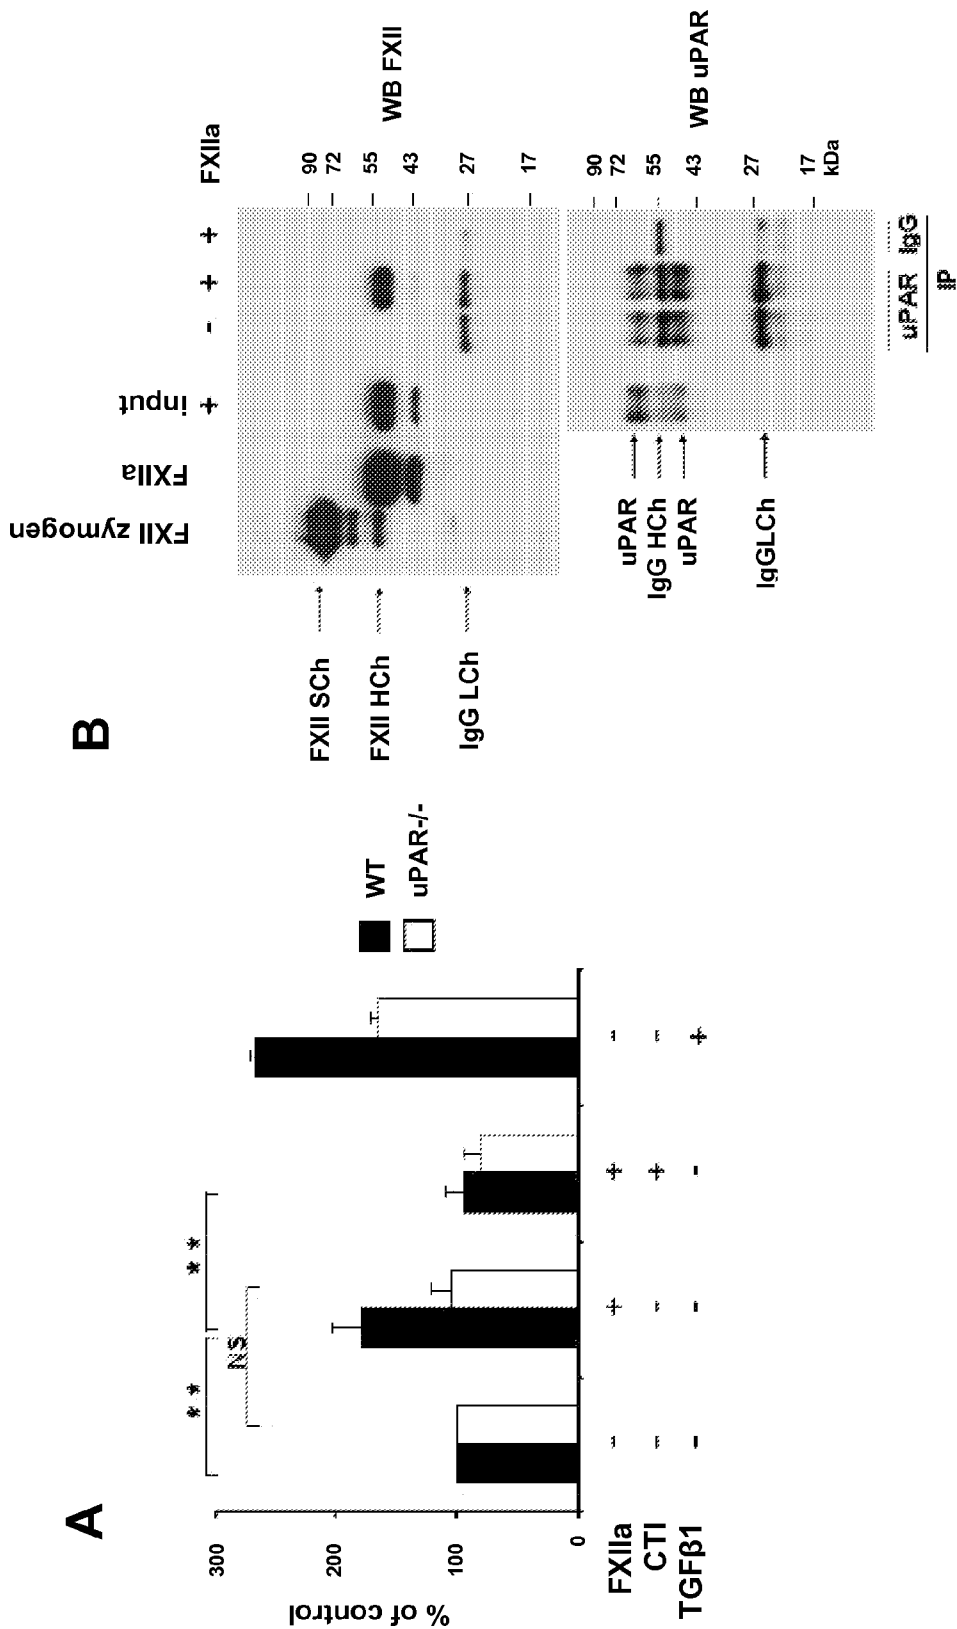 A
% of control
300
200
100
0
**
**
NS
WT
uPAR-/-
FXIIa - + + -
CTI - - + -
TGFβ1 - - - +
B
FXII zymogen
FXIIa
input
+ - + + FXIIa
FXII SCh
FXII HCh
IgG LCh
90
72
55
43
27
17
WB FXII
uPAR
IgG HCh
uPAR
IgGLCh
90
72
55
43
27
17
kDa
WB uPAR
uPAR IgG
IP